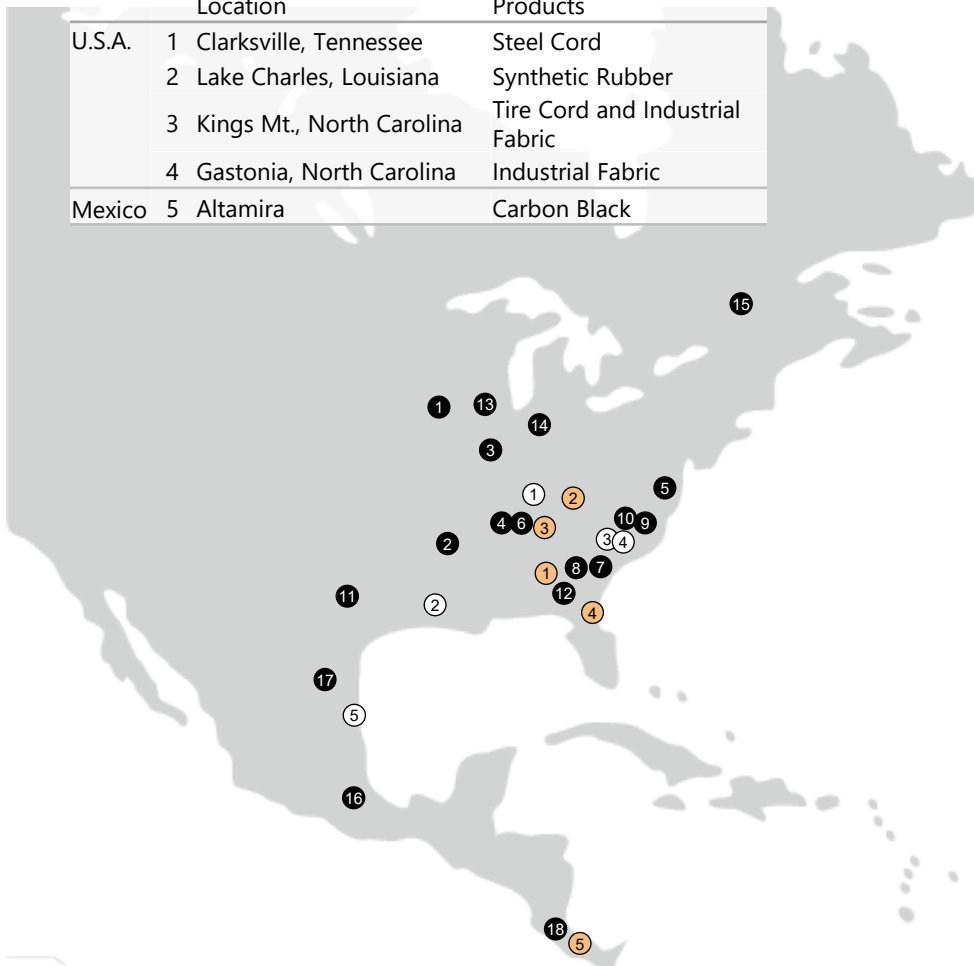 Location Products
U.S.A. 1 Clarksville, Tennessee Steel Cord
2 Lake Charles, Louisiana Synthetic Rubber
3 Kings Mt., North Carolina Tire Cord and Industrial
Fabric
4 Gastonia, North Carolina Industrial Fabric
Mexico 5 Altamira Carbon Black
15
1 13
14
3
1 2 5
4 6 3 10 9
2 3 4
1 8 7
11 2 12
4
17
5
16
18
5